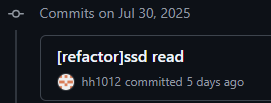 Commits on Jul 30, 2025
[refactor]ssd read
hh1012 committed 5 days ago